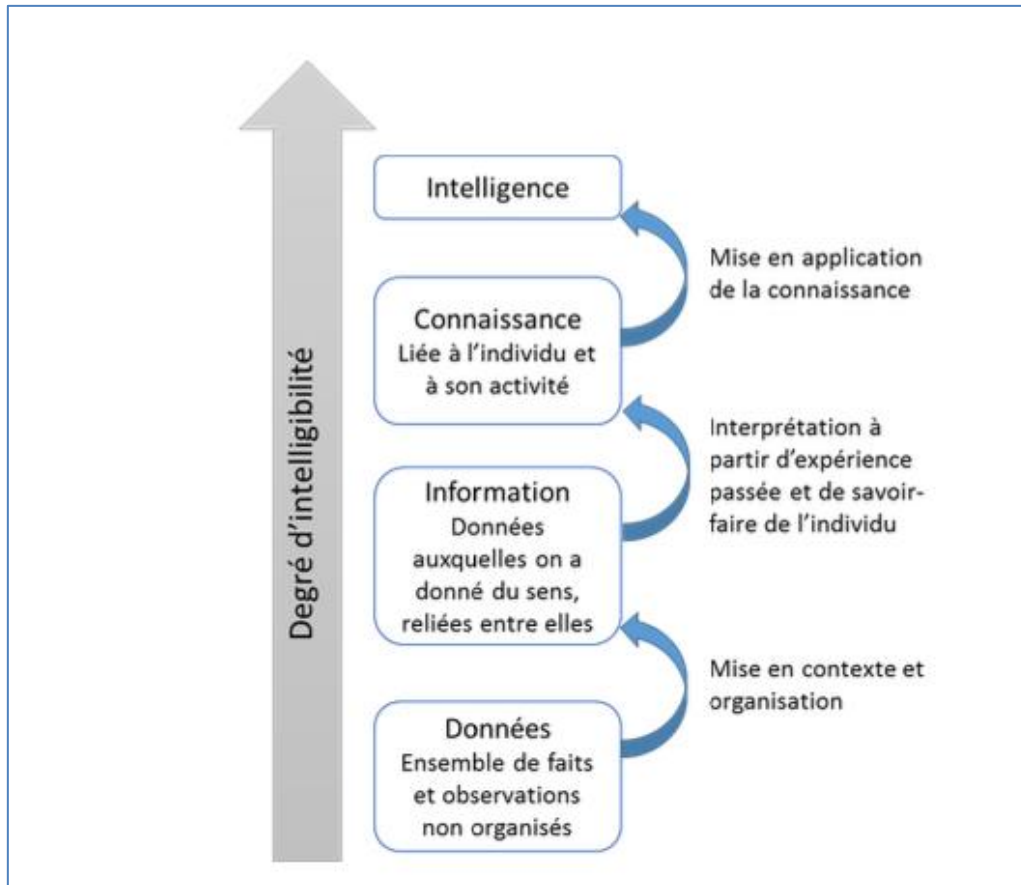 Degré d'intelligibilité
Intelligence
Mise en application
de la connaissance
Connaissance
Liée à l'individu et
à son activité
Interprétation à
partir d'expérience
passée et de savoir-
faire de l'individu
Information
Données
auxquelles on a
donné du sens,
reliées entre elles
Mise en contexte et
organisation
Données
Ensemble de faits
et observations
non organisés